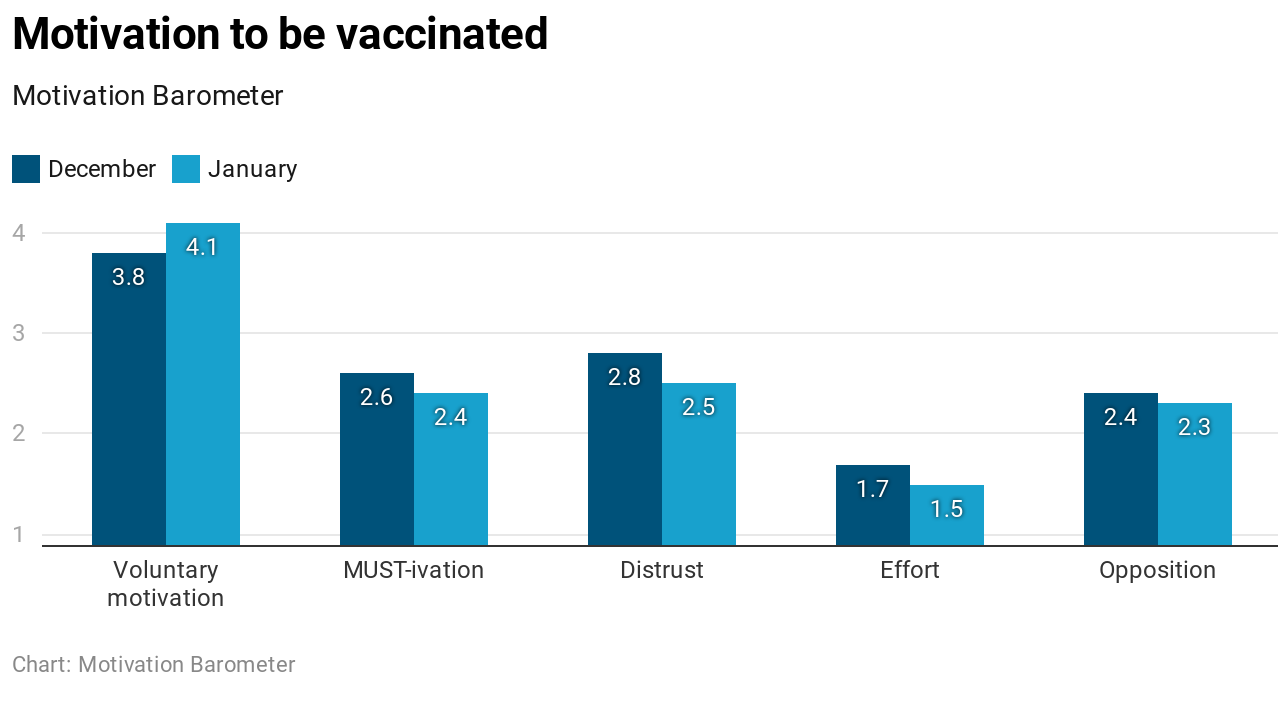 Motivation to be vaccinated
Motivation Barometer
December January
4
3
2
1
3.8 4.1 2.6 2.4 2.8 2.5 1.7 1.5 2.4 2.3
Voluntary motivation
MUST-ivation
Distrust
Effort
Opposition
Chart: Motivation Barometer